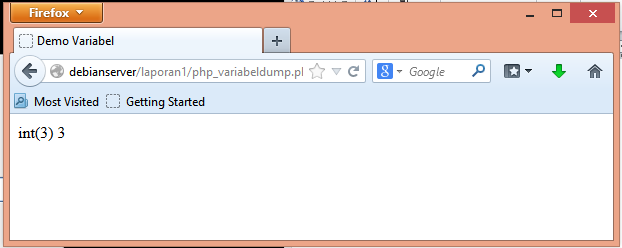 Firefox
Demo Variabel
debianserver/laporan1/php_variabeldump.pl
Google
Most Visited
Getting Started
int(3) 3